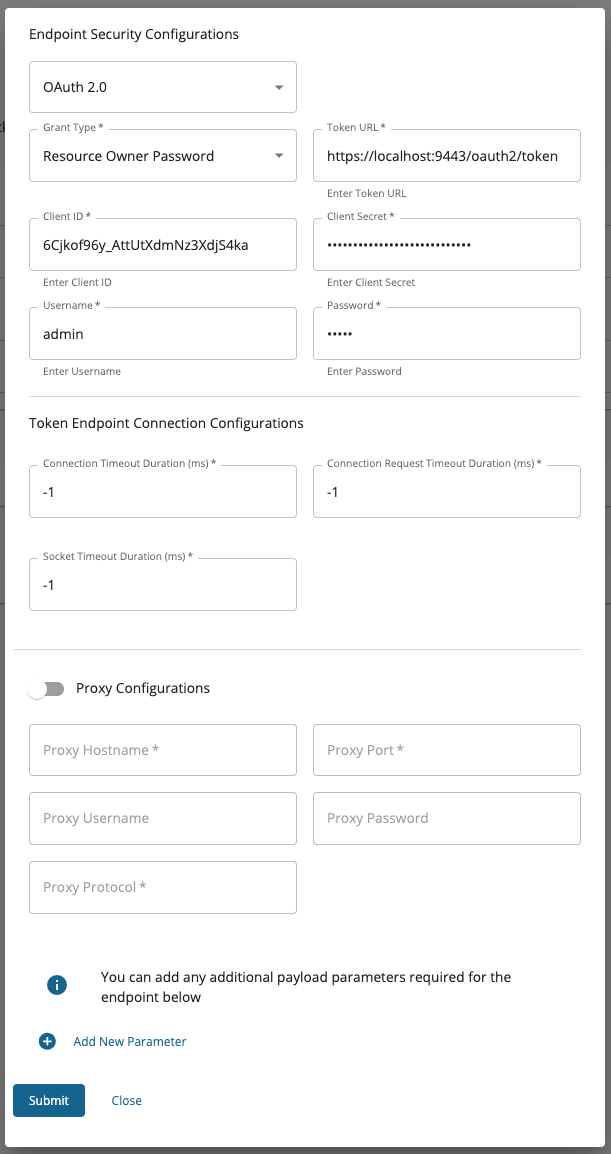 Endpoint Security Configurations
OAuth 2.0
Grant Type *
Resource Owner Password
Token URL *
https://localhost:9443/oauth2/token
Enter Token URL
Client ID *
6Cjkof96y_AttUtXdmNz3XdjS4ka
Enter Client ID
Client Secret *
••••••••••••••••••••••••••••
Enter Client Secret
Username *
admin
Enter Username
Password *
•••••
Enter Password
Token Endpoint Connection Configurations
Connection Timeout Duration (ms) *
-1
Connection Request Timeout Duration (ms) *
-1
Socket Timeout Duration (ms) *
-1
Proxy Configurations
Proxy Hostname *
Proxy Port *
Proxy Username
Proxy Password
Proxy Protocol *
You can add any additional payload parameters required for the
endpoint below
Add New Parameter
Submit
Close